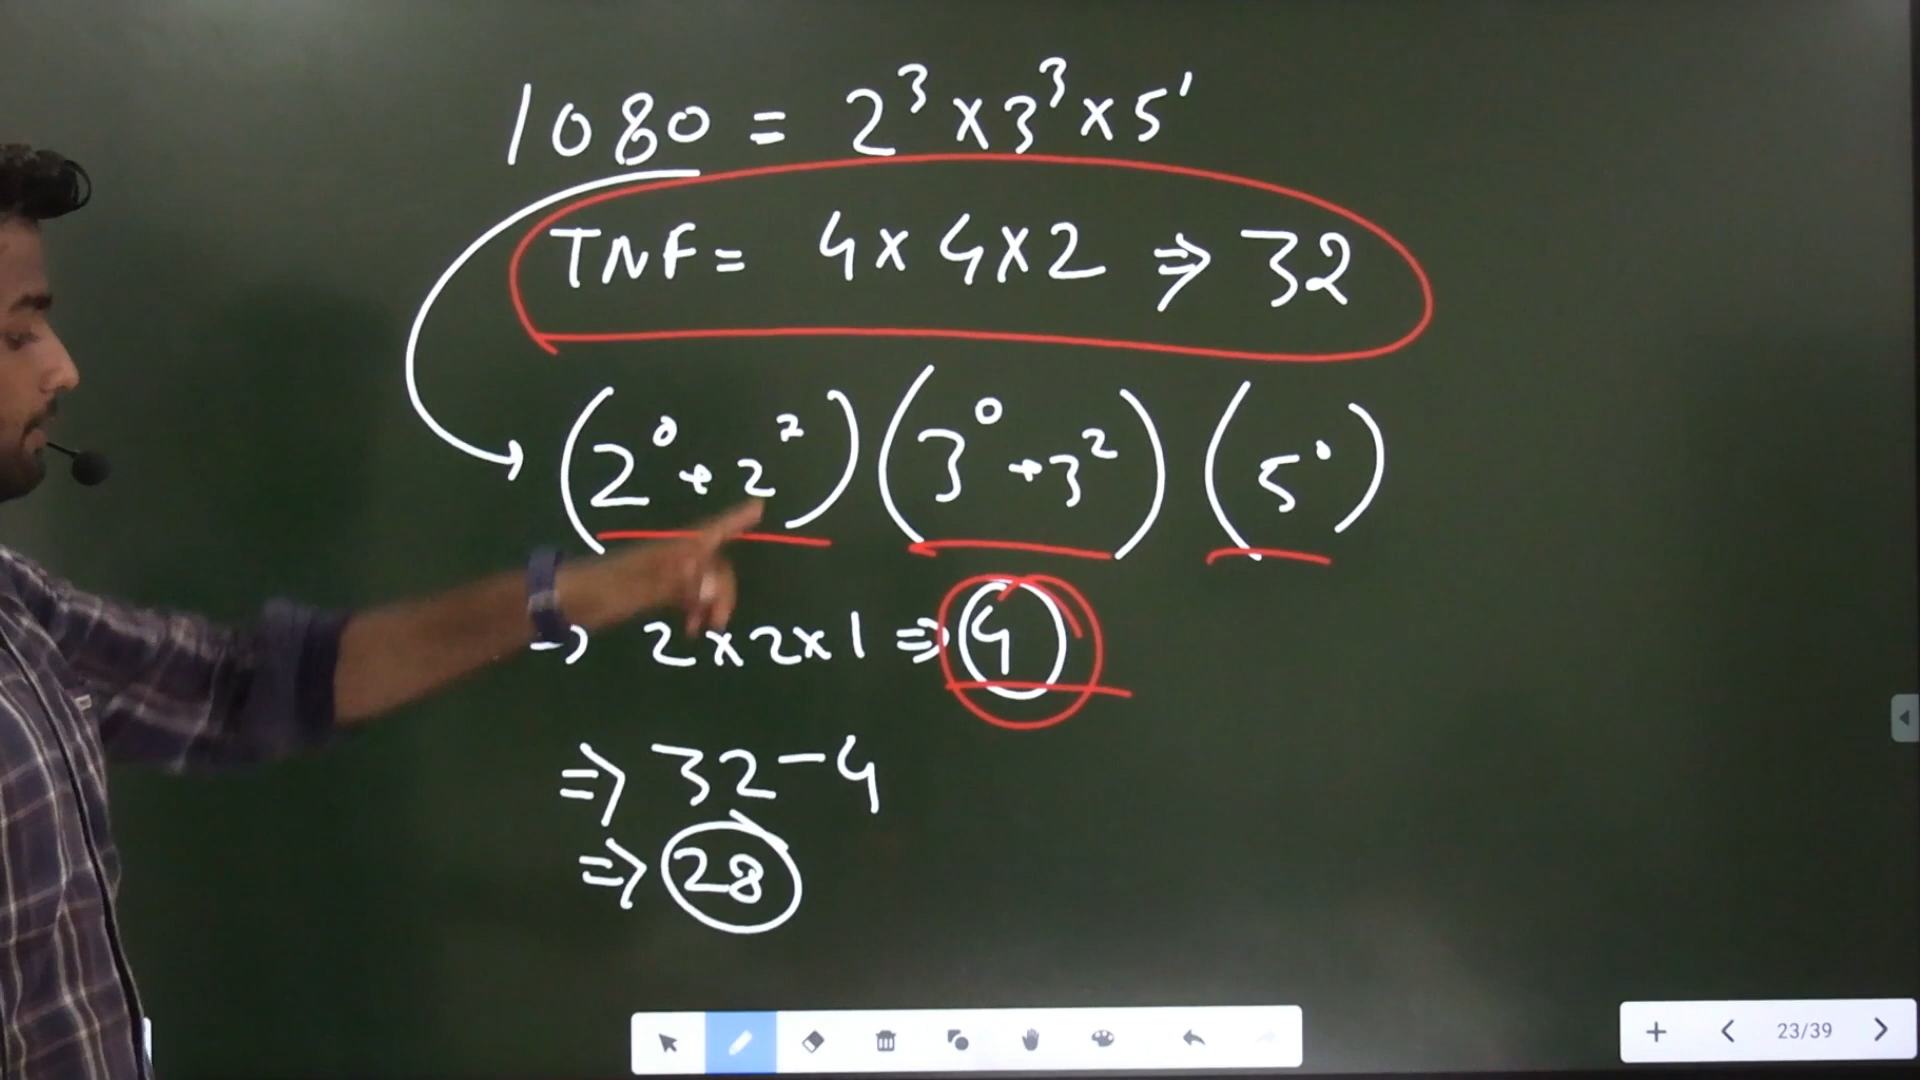 1080 = 2³ × 3³ × 5¹
TNF = 4 × 4 × 2 ⇒ 32
(2⁰ + 2²) (3⁰ + 3²) (5⁰)
⇒ 2 × 2 × 1 ⇒ 4
⇒ 32 - 4
⇒ 28
23/39